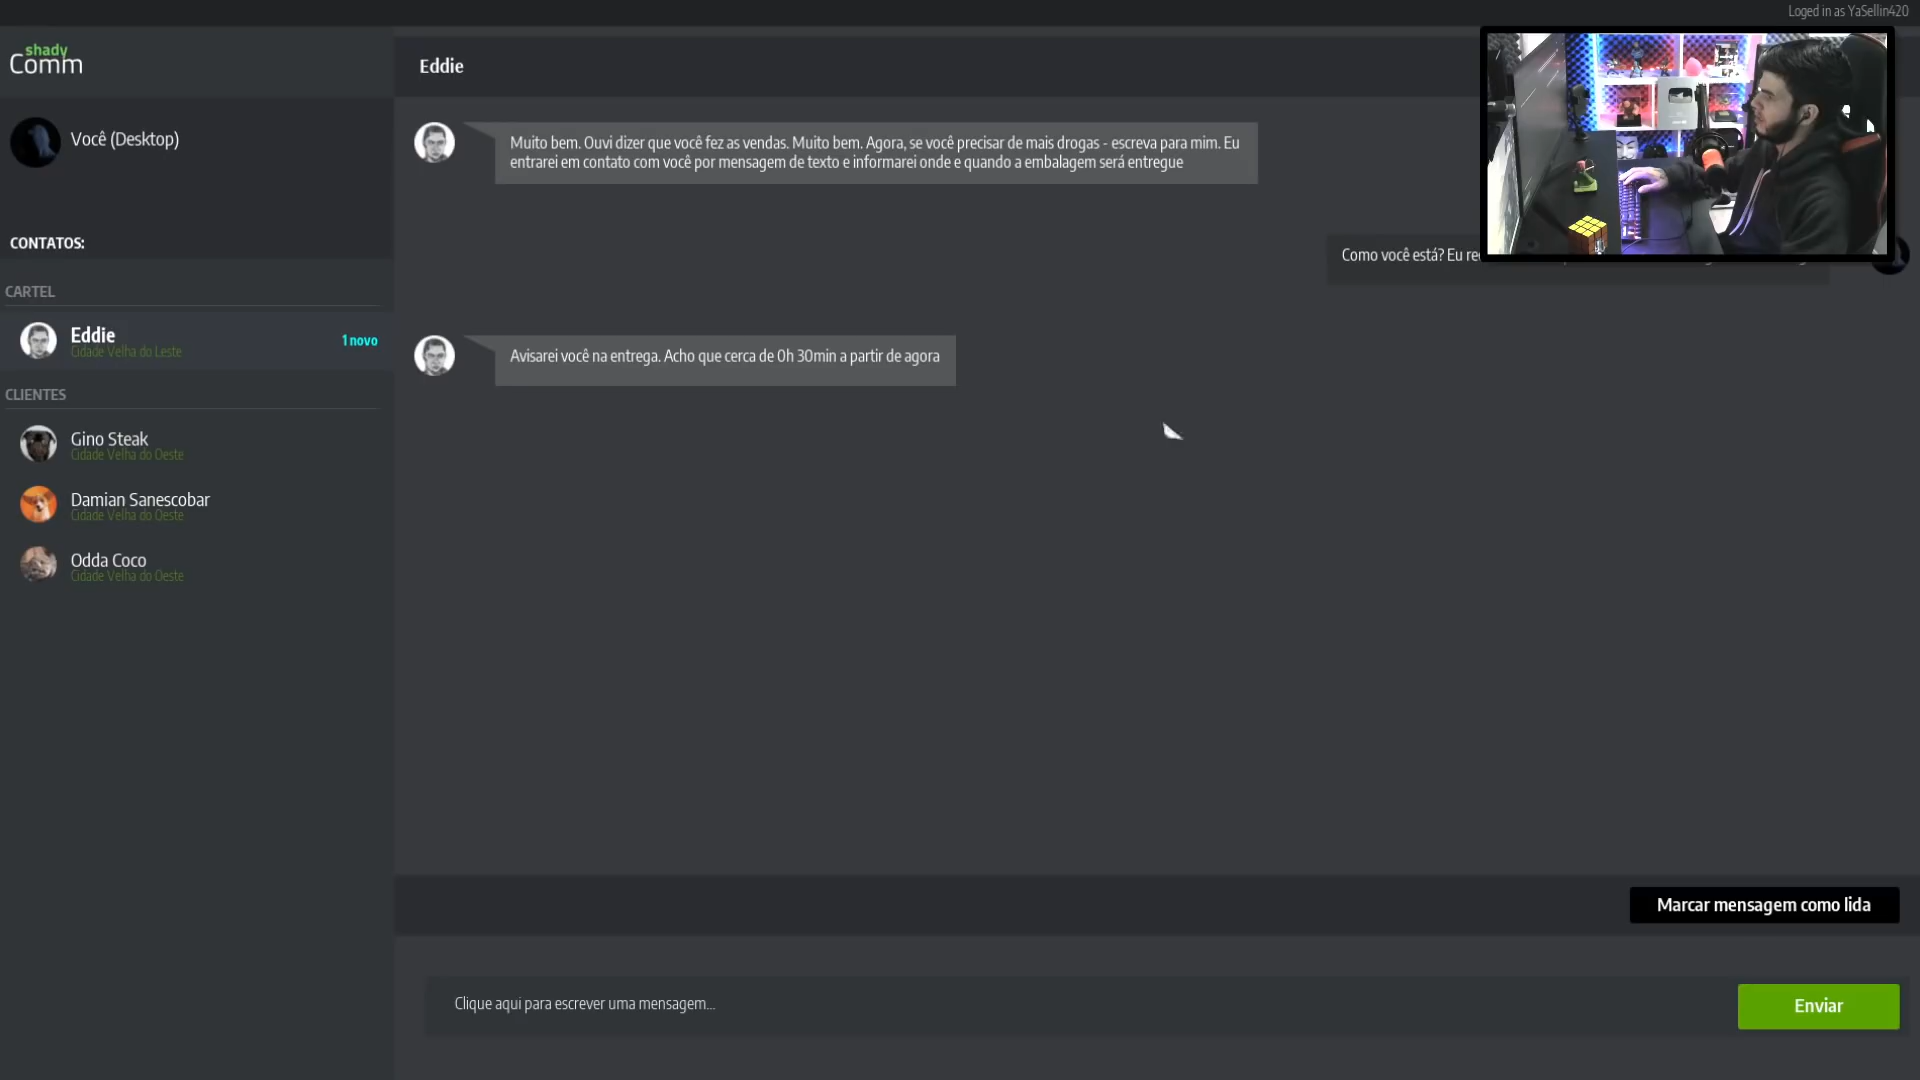 Loged in as YaSellin420
shady
Comm
Eddie
Você (Desktop)
Muito bem. Ouvi dizer que você fez as vendas. Muito bem. Agora, se você precisar de mais drogas - escreva para mim. Eu
entrarei em contato com você por mensagem de texto e informarei onde e quando a embalagem será entregue
CONTATOS:
Como você está? Eu
CARTEL
Eddie
Cidade Velha do Leste
1 novo
Avisarei você na entrega. Acho que cerca de 0h 30min a partir de agora
CLIENTES
Gino Steak
Cidade Velha do Oeste
Damian Sanescobar
Cidade Velha do Oeste
Odda Coco
Cidade Velha do Oeste
Marcar mensagem como lida
Clique aqui para escrever uma mensagem...
Enviar